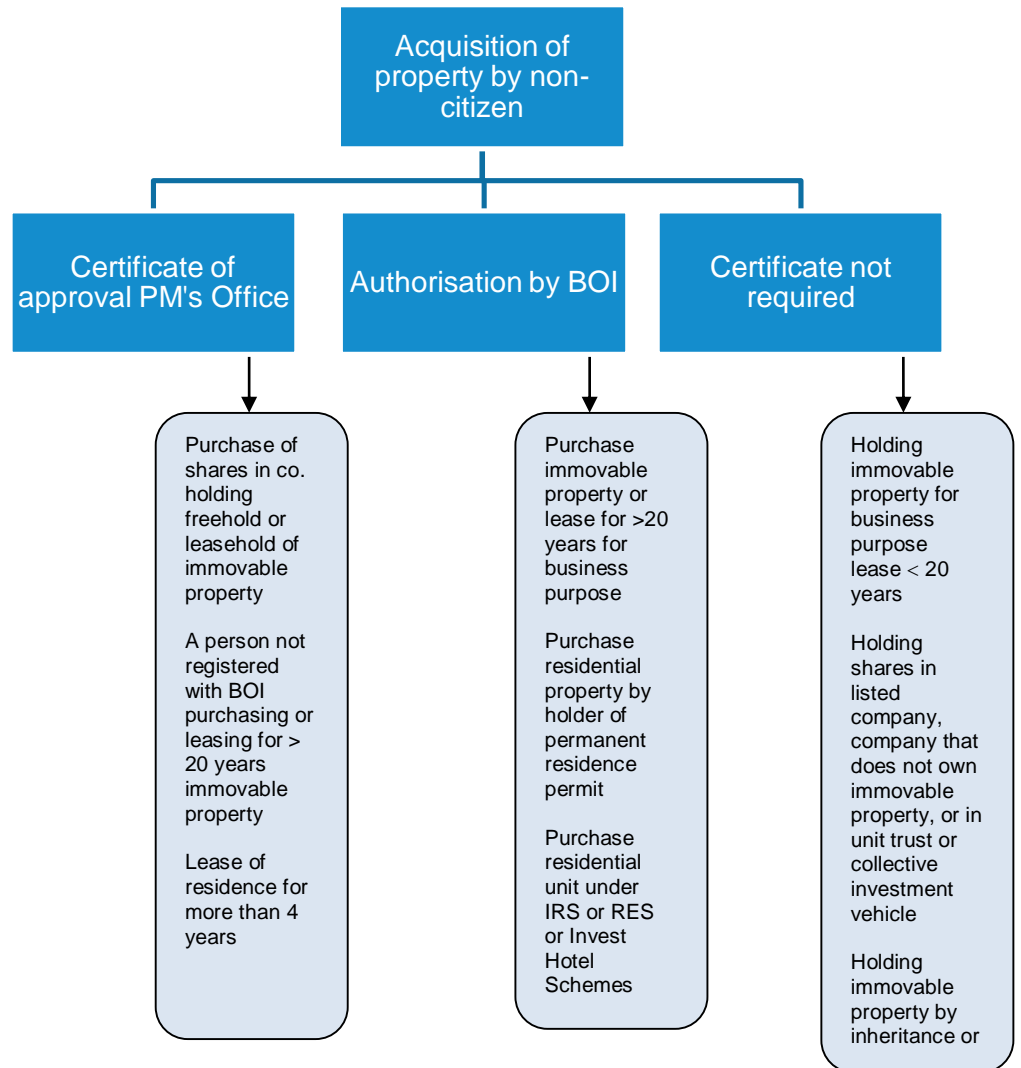 Acquisition of
property by non-
citizen
Certificate of
approval PM's Office
Authorisation by BOI
Certificate not
required
Purchase of
shares in co.
holding
freehold or
leasehold of
immovable
property
A person not
registered
with BOI
purchasing or
leasing for >
20 years
immovable
property
Lease of
residence for
more than 4
years
Purchase
immovable
property or
lease for >20
years for
business
purpose
Purchase
residential
property by
holder of
permanent
residence
permit
Purchase
residential
unit under
IRS or RES
or Invest
Hotel
Schemes
Holding
immovable
property for
business
purpose
lease < 20
years
Holding
shares in
listed
company,
company that
does not own
immovable
property, or in
unit trust or
collective
investment
vehicle
Holding
immovable
property by
inheritance or